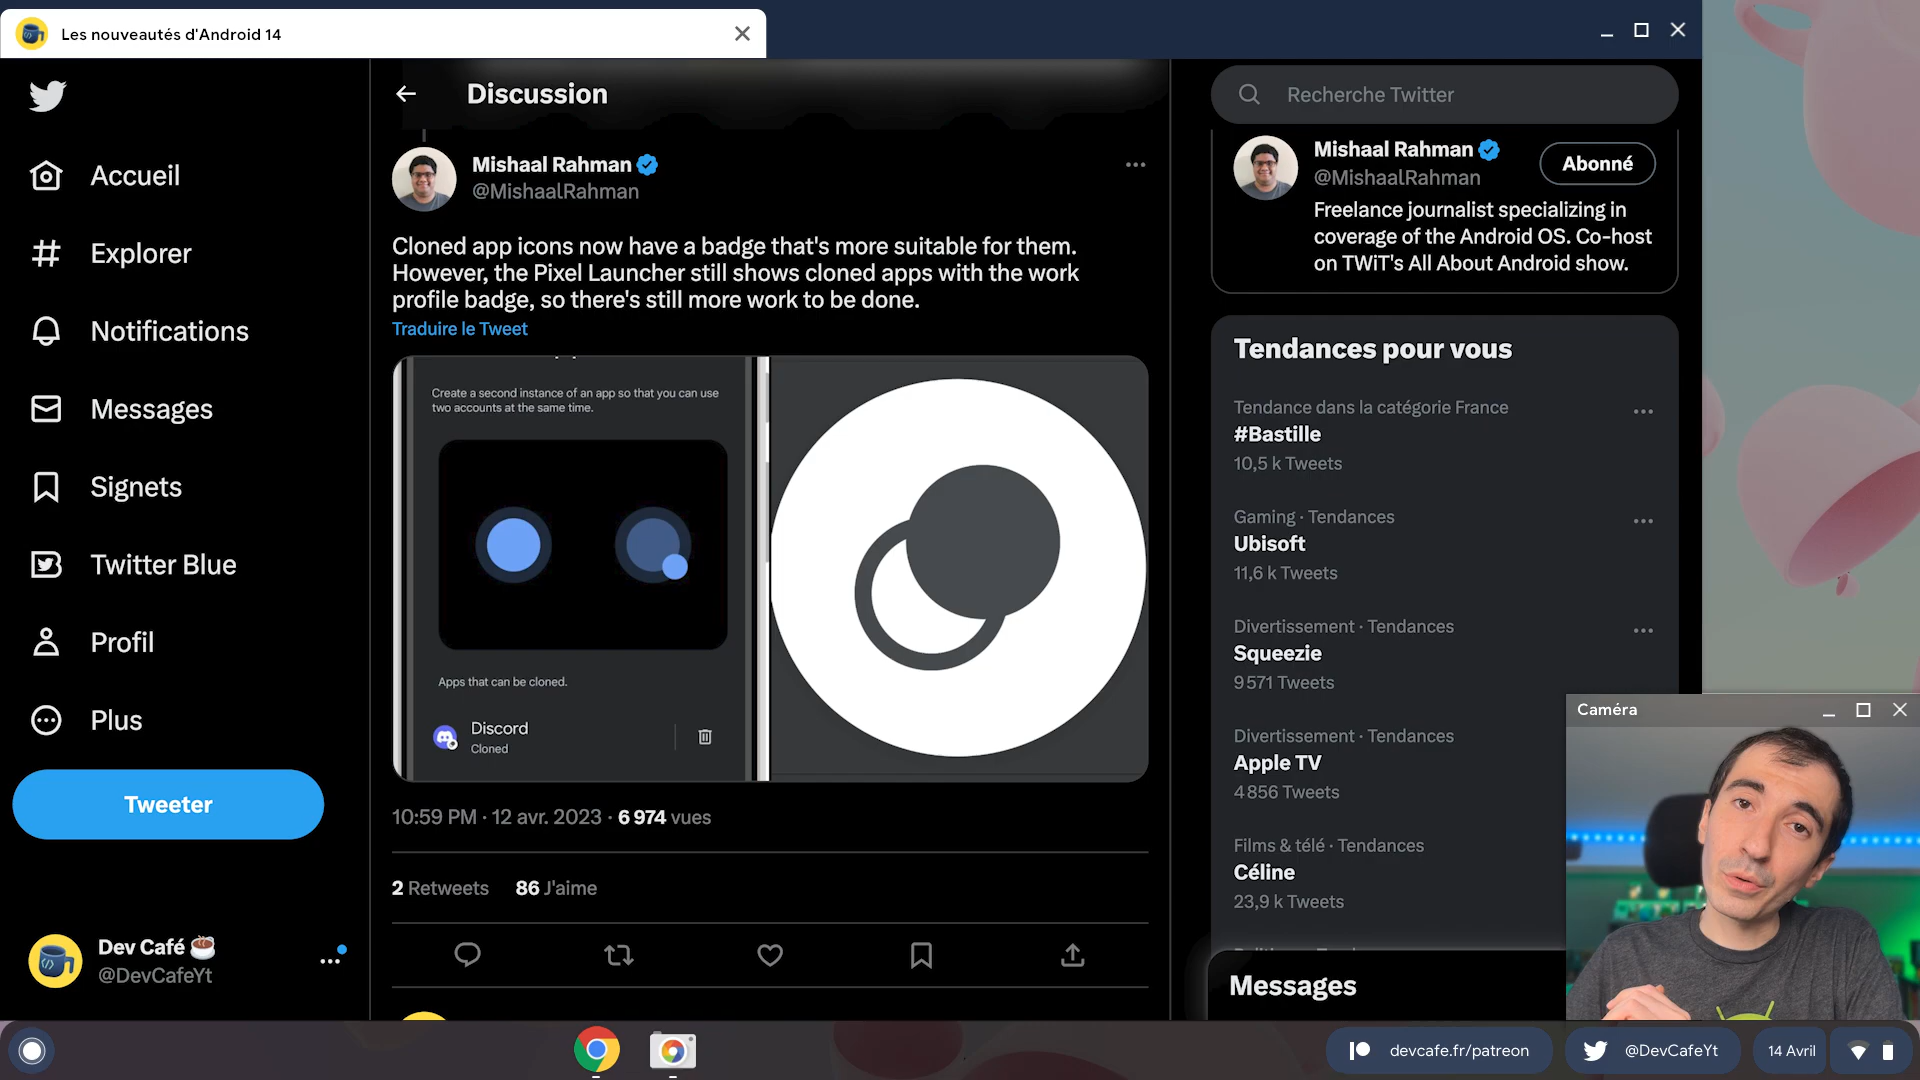 Les nouveautés d'Android 14
Accueil
Explorer
Notifications
Messages
Signets
Twitter Blue
Profil
Plus
Tweeter
Dev Café
@DevCafeYt
Discussion
Mishaal Rahman
@MishaalRahman
Cloned app icons now have a badge that's more suitable for them.
However, the Pixel Launcher still shows cloned apps with the work
profile badge, so there's still more work to be done.
Traduire le Tweet
Create a second instance of an app so that you can use
two accounts at the same time.
Apps that can be cloned.
Discord
Cloned
10:59 PM · 12 avr. 2023 · 6 974 vues
2 Retweets 86 J'aime
Recherche Twitter
Mishaal Rahman
@MishaalRahman
Abonné
Freelance journalist specializing in
coverage of the Android OS. Co-host
on TWiT's All About Android show.
Tendances pour vous
Tendance dans la catégorie France
#Bastille
10,5 k Tweets
Gaming · Tendances
Ubisoft
11,6 k Tweets
Divertissement · Tendances
Squeezie
9 571 Tweets
Divertissement · Tendances
Apple TV
4 856 Tweets
Films & télé · Tendances
Céline
23,9 k Tweets
Messages
Caméra
devcafe.fr/patreon
@DevCafeYt
14 Avril